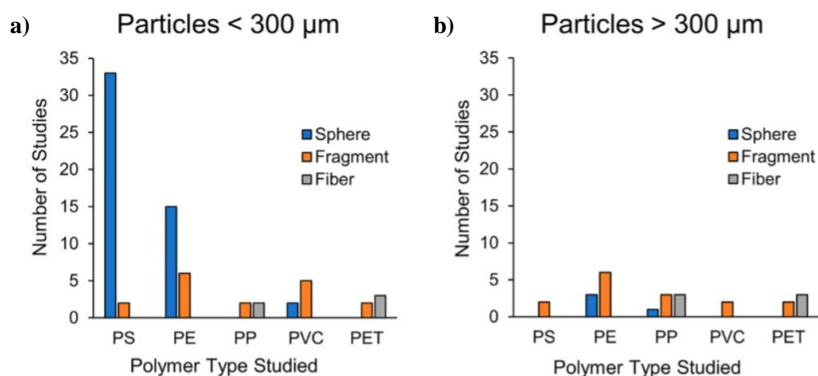 a)
Particles < 300 µm
35
30
25
20
15
10
5
0
Number of Studies
Sphere
Fragment
Fiber
PS PE PP PVC PET
Polymer Type Studied
b)
Particles > 300 µm
35
30
25
20
15
10
5
0
Number of Studies
Sphere
Fragment
Fiber
PS PE PP PVC PET
Polymer Type Studied